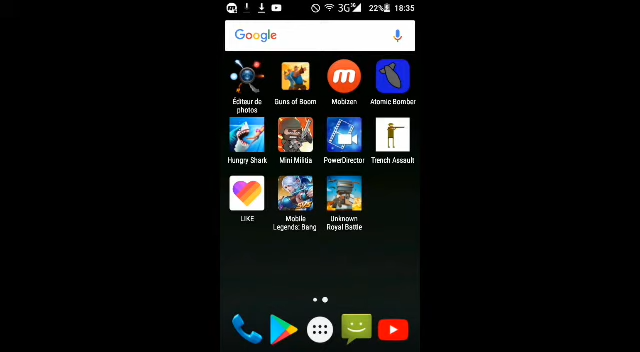 3G 3G 22% 18:35
Google
Éditeur de photos
Guns of Boom
Mobizen
Atomic Bomber
Hungry Shark
Mini Militia
PowerDirector
Trench Assault
LIKE
Mobile Legends: Bang
Unknown Royal Battle